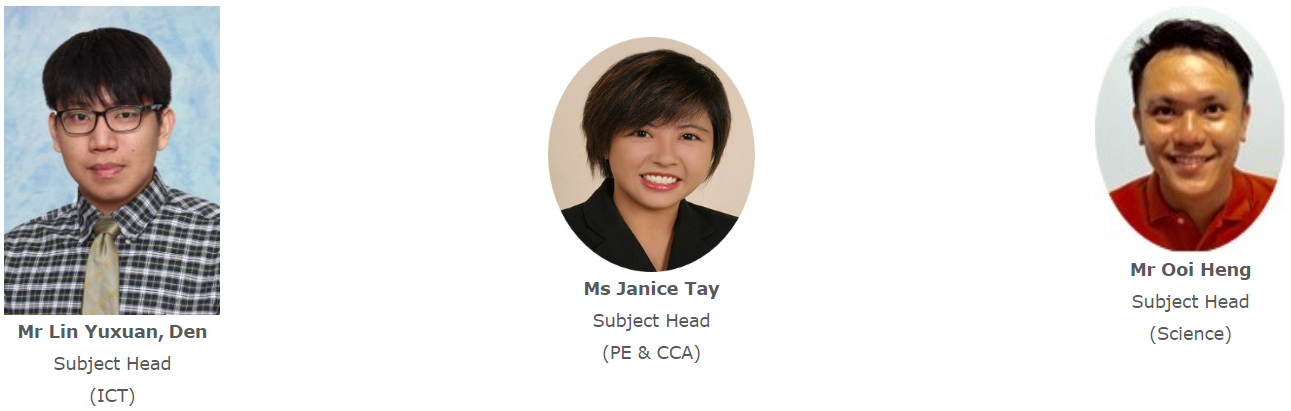 Mr Lin Yuxuan, Den
Subject Head
(ICT)
Ms Janice Tay
Subject Head
(PE & CCA)
Mr Ooi Heng
Subject Head
(Science)